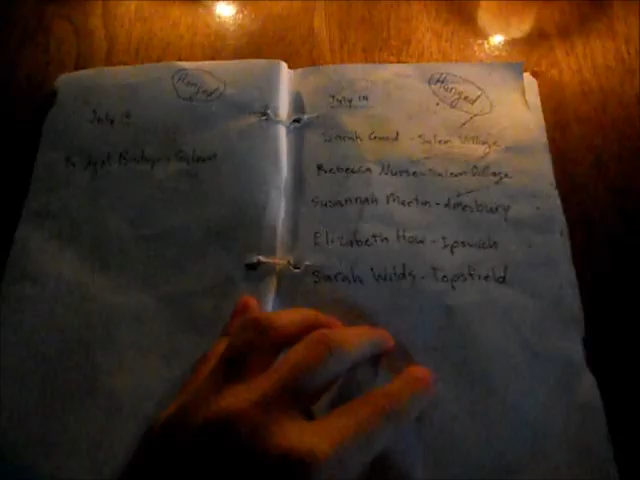 Hanged
July 1
Bridget Bishop - Salem
Hanged
July 19
Sarah Good - Salem Village
Rebecca Nurse - Salem Village
Susannah Martin - Amesbury
Elizabeth How - Ipswich
Sarah Wilds - Topsfield